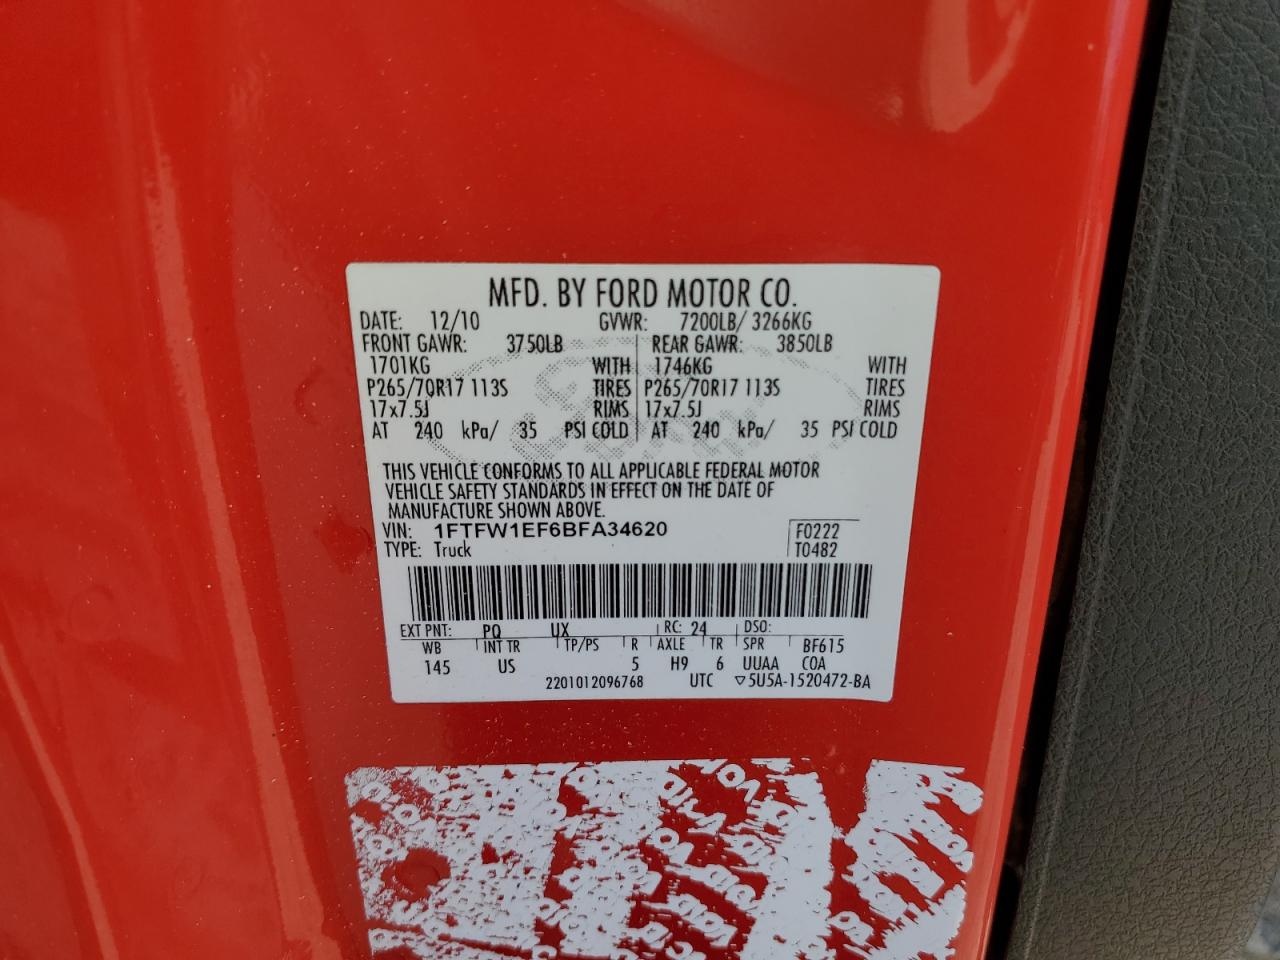 MFD. BY FORD MOTOR CO.
DATE: 12/10 GVWR: 7200LB/ 3266KG
FRONT GAWR: 3750LB REAR GAWR: 3850LB
1701KG WITH 1746KG WITH
P265/70R17 113S TIRES P265/70R17 113S TIRES
17x7.5J RIMS 17x7.5J RIMS
AT 240 kPa/ 35 PSI COLD AT 240 kPa/ 35 PSI COLD
THIS VEHICLE CONFORMS TO ALL APPLICABLE FEDERAL MOTOR
VEHICLE SAFETY STANDARDS IN EFFECT ON THE DATE OF
MANUFACTURE SHOWN ABOVE.
VIN: 1FTFW1EF6BFA34620 F0222
TYPE: Truck T0482
EXT PNT: PQ UX RC: 24 DSO:
WB INT TR TP/PS R AXLE TR SPR BF615
145 US 5 H9 6 UUAA COA
2201012096768 UTC ▽5U5A-1520472-BA